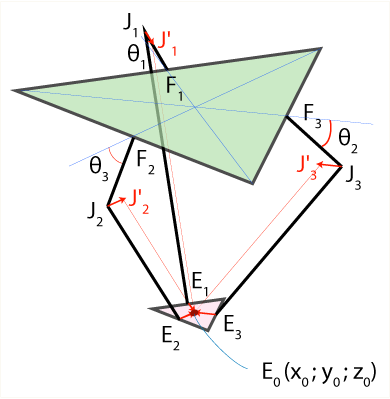 J₁
J'₁
θ₁
F₁
F₃
θ₂
F₂
θ₃
J'₃
J₃
J'₂
J₂
E₁
E₂
E₃
E₀ (x₀ ; y₀ ; z₀)